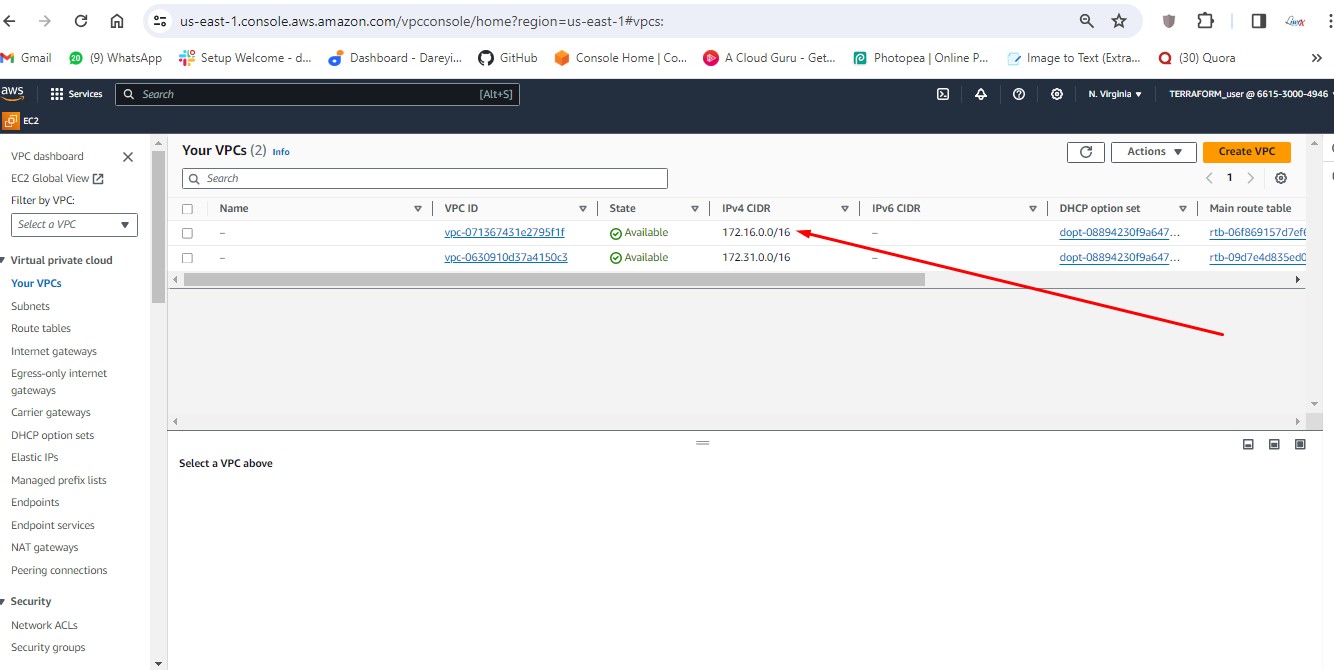 us-east-1.console.aws.amazon.com/vpcconsole/home?region=us-east-1#vpcs:
Gmail (9) WhatsApp Setup Welcome - d... Dashboard - Dareyi... GitHub Console Home | Co... A Cloud Guru - Get... Photopea | Online P... Image to Text (Extra... (30) Quora »
aws Services Search [Alt+S] N. Virginia TERRAFORM_user @ 6615-3000-4946
EC2
VPC dashboard
EC2 Global View
Filter by VPC:
Select a VPC
Virtual private cloud
Your VPCs
Subnets
Route tables
Internet gateways
Egress-only internet
gateways
Carrier gateways
DHCP option sets
Elastic IPs
Managed prefix lists
Endpoints
Endpoint services
NAT gateways
Peering connections
Security
Network ACLs
Security groups
Your VPCs (2) Info
Actions Create VPC
Search
1
Name VPC ID State IPv4 CIDR IPv6 CIDR DHCP option set Main route table
– vpc-071367431e2795f1f Available 172.16.0.0/16 – dopt-08894230f9a647... rtb-06f869157d7ef6
– vpc-0630910d37a4150c3 Available 172.31.0.0/16 – dopt-08894230f9a647... rtb-09d7e4d835ed0
Select a VPC above